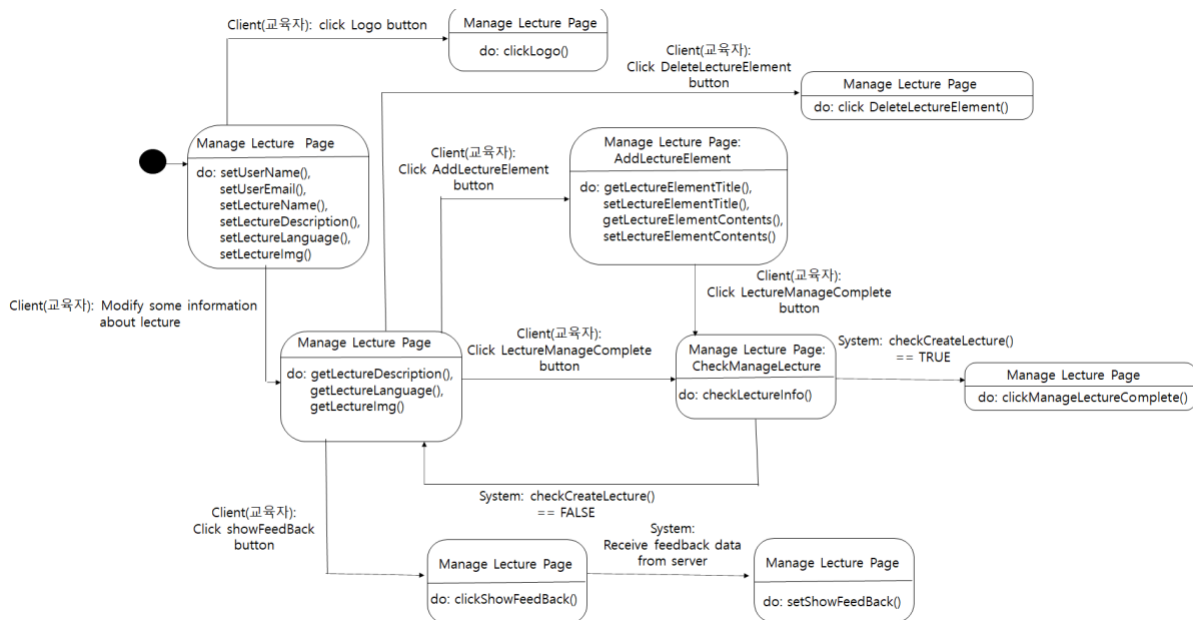 Client(교육자): click Logo button
Manage Lecture Page
do: clickLogo()
Client(교육자):
Click DeleteLectureElement
button
Manage Lecture Page
do: click DeleteLectureElement()
Manage Lecture Page
do: setUserName(),
setUserEmail(),
setLectureName(),
setLectureDescription(),
setLectureLanguage(),
setLectureImg()
Client(교육자):
Click AddLectureElement
button
Manage Lecture Page:
AddLectureElement
do: getLectureElementTitle(),
setLectureElementTitle(),
getLectureElementContents(),
setLectureElementContents()
Client(교육자): Modify some information
about lecture
Client(교육자):
Click LectureManageComplete
button
Manage Lecture Page
do: getLectureDescription(),
getLectureLanguage(),
getLectureImg()
Client(교육자):
Click LectureManageComplete
button
Manage Lecture Page:
CheckManageLecture
do: checkLectureInfo()
System: checkCreateLecture()
== TRUE
Manage Lecture Page
do: clickManageLectureComplete()
System: checkCreateLecture()
== FALSE
Client(교육자):
Click showFeedBack
button
Manage Lecture Page
do: clickShowFeedBack()
System:
Receive feedback data
from server
Manage Lecture Page
do: setShowFeedBack()